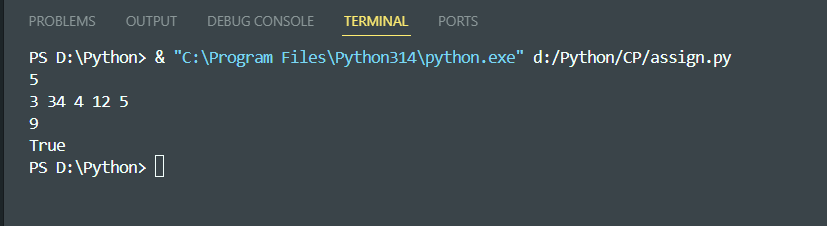 PROBLEMS OUTPUT DEBUG CONSOLE TERMINAL PORTS
PS D:\Python> & "C:\Program Files\Python314\python.exe" d:/Python/CP/assign.py
5
3 34 4 12 5
9
True
PS D:\Python>